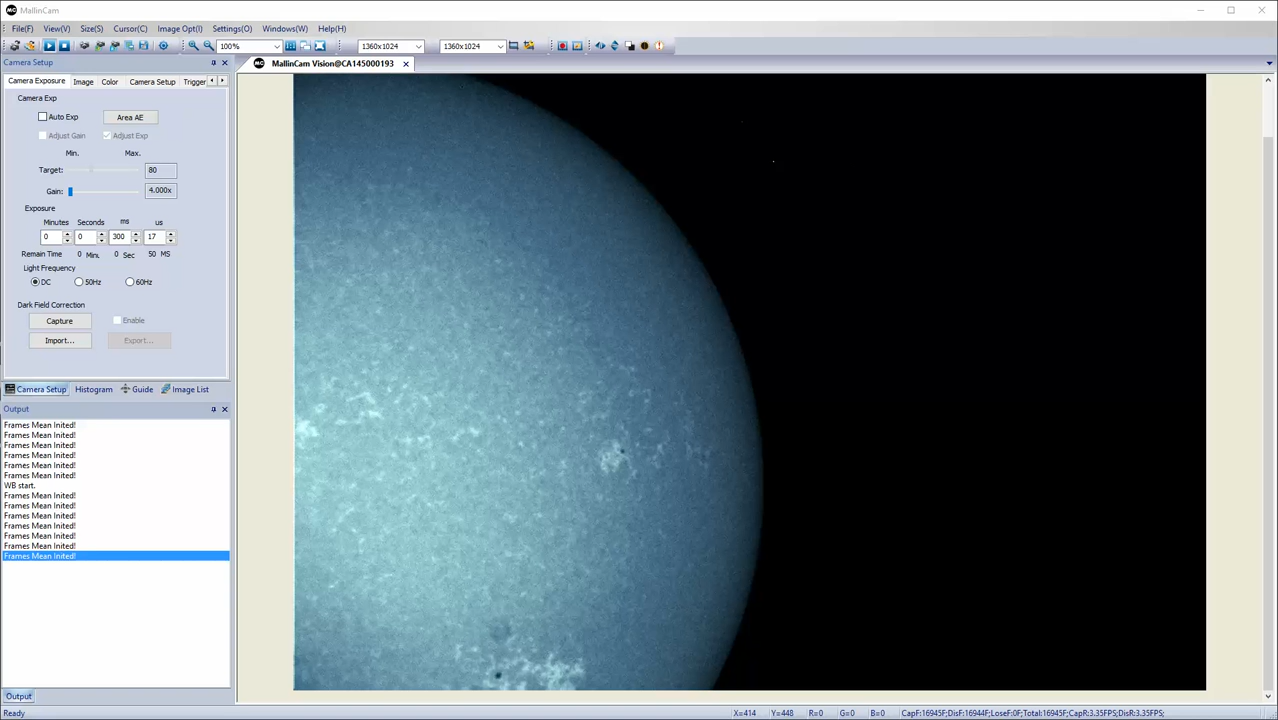 MallinCam
File(F) View(V) Size(S) Cursor(C) Image Opt(I) Settings(O) Windows(W) Help(H)
100% 1360x1024 1360x1024
Camera Setup
MC MallinCam Vision@CA145000193
Camera Exposure Image Color Camera Setup Trigger
Camera Exp
Auto Exp Area AE
Adjust Gain Adjust Exp
Min. Max.
Target: 80
Gain: 4.000x
Exposure
Minutes Seconds ms us
0 0 300 17
Remain Time 0 Minu 0 Sec 50 MS
Light Frequency
DC 50Hz 60Hz
Dark Field Correction
Capture Enable
Import... Export...
Camera Setup Histogram Guide Image List
Output
Frames Mean Inited!
Frames Mean Inited!
Frames Mean Inited!
Frames Mean Inited!
Frames Mean Inited!
Frames Mean Inited!
WB start.
Frames Mean Inited!
Frames Mean Inited!
Frames Mean Inited!
Frames Mean Inited!
Frames Mean Inited!
Frames Mean Inited!
Frames Mean Inited!
Output
Ready X=414 Y=448 R=0 G=0 B=0 CapF:16945F;DisF:16944F;LoseF:0F;Total:16945F;CapR:3.35FPS;DisR:3.35FPS;